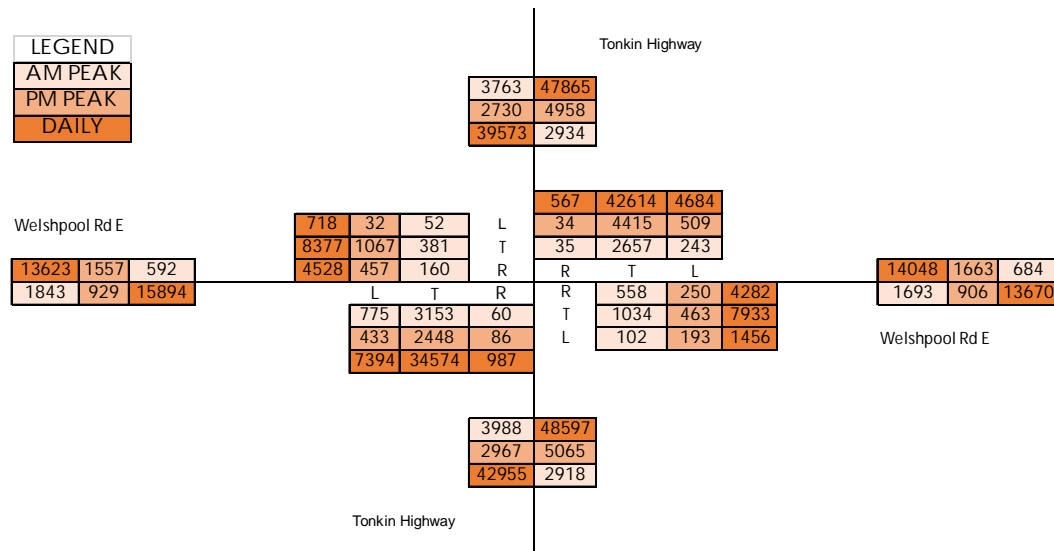 LEGEND
AM PEAK
PM PEAK
DAILY
Tonkin Highway
3763 47865
2730 4958
39573 2934
Welshpool Rd E
718 32 52 L
8377 1067 381 T
4528 457 160 R
567 42614 4684
34 4415 509
35 2657 243
R T L
13623 1557 592
1843 929 15894
14048 1663 684
1693 906 13670
Welshpool Rd E
L T R
775 3153 60
433 2448 86
7394 34574 987
R 558 250 4282
T 1034 463 7933
L 102 193 1456
3988 48597
2967 5065
42955 2918
Tonkin Highway